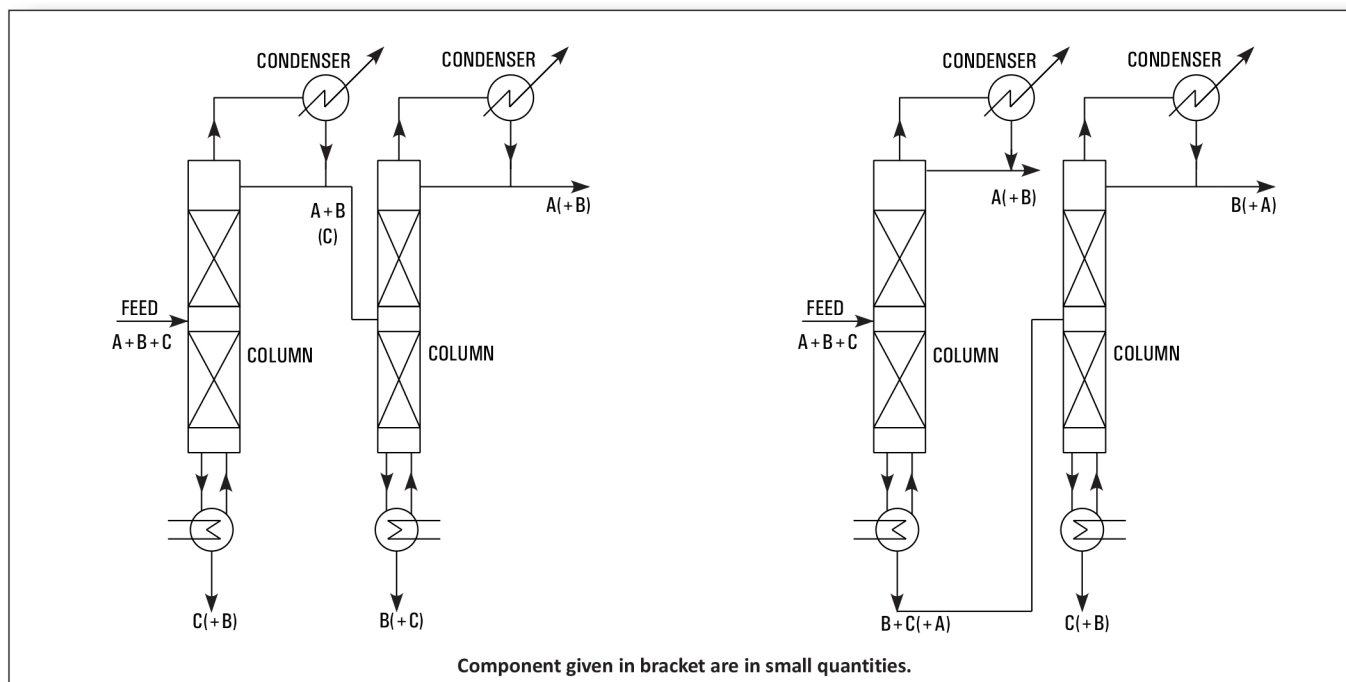 CONDENSER
CONDENSER
A+B
(C)
A(+B)
FEED
A+B+C
COLUMN
COLUMN
C(+B)
B(+C)
CONDENSER
CONDENSER
A(+B)
B(+A)
FEED
A+B+C
COLUMN
COLUMN
B+C(+A)
C(+B)
Component given in bracket are in small quantities.